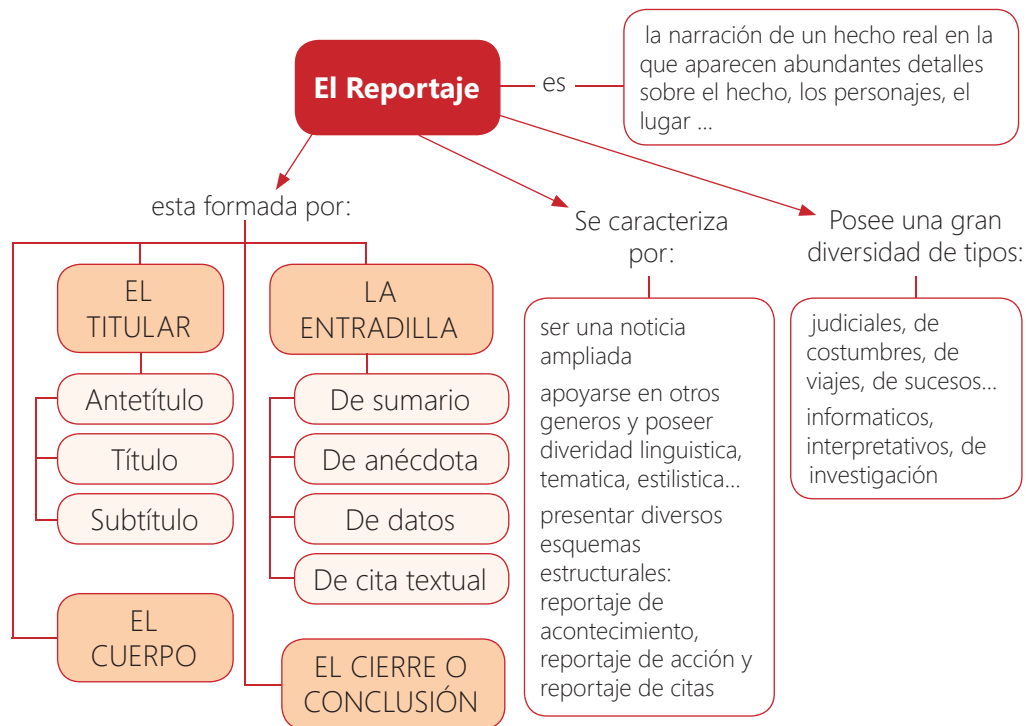 El Reportaje
es
la narración de un hecho real en la
que aparecen abundantes detalles
sobre el hecho, los personajes, el
lugar ...
esta formada por:
EL
TITULAR
Antetítulo
Título
Subtítulo
EL
CUERPO
LA
ENTRADILLA
De sumario
De anécdota
De datos
De cita textual
EL CIERRE O
CONCLUSIÓN
Se caracteriza
por:
ser una noticia
ampliada
apoyarse en otros
generos y poseer
diveridad linguistica,
tematica, estilistica...
presentar diversos
esquemas
estructurales:
reportaje de
acontecimiento,
reportaje de acción y
reportaje de citas
Posee una gran
diversidad de tipos:
judiciales, de
costumbres, de
viajes, de sucesos...
informaticos,
interpretativos, de
investigación